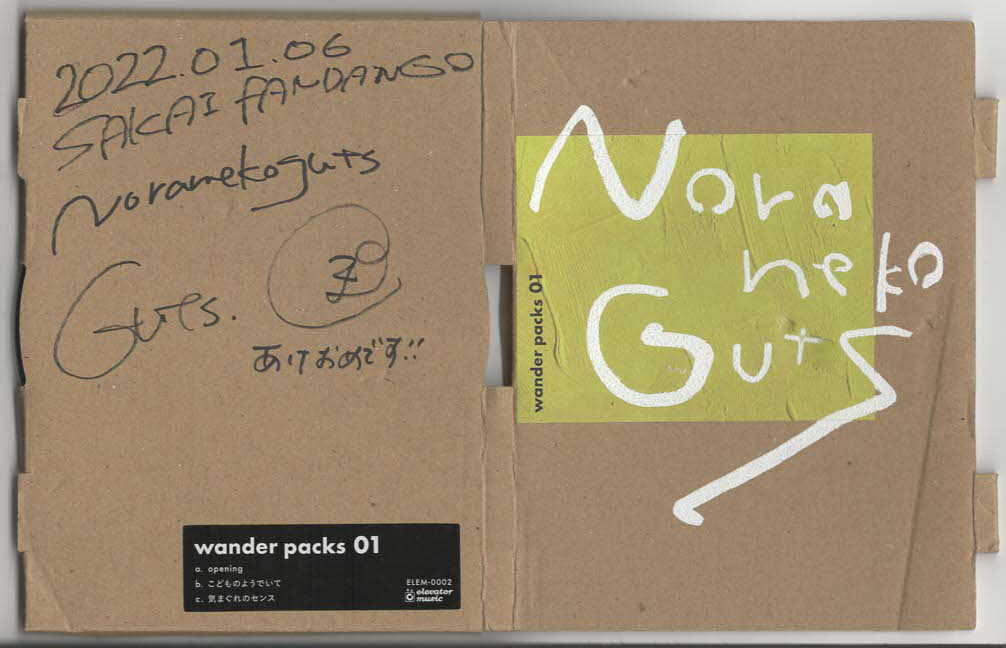 2022.01.06
SAKAI FANDANGO
Noranekoguts
Guts.
あけおめです!!
wander packs 01
a. opening
b. こどものようでいて
c. 気まぐれのセンス
ELEM-0002
elevator
music
wander packs 01
Nora
neko
Guts